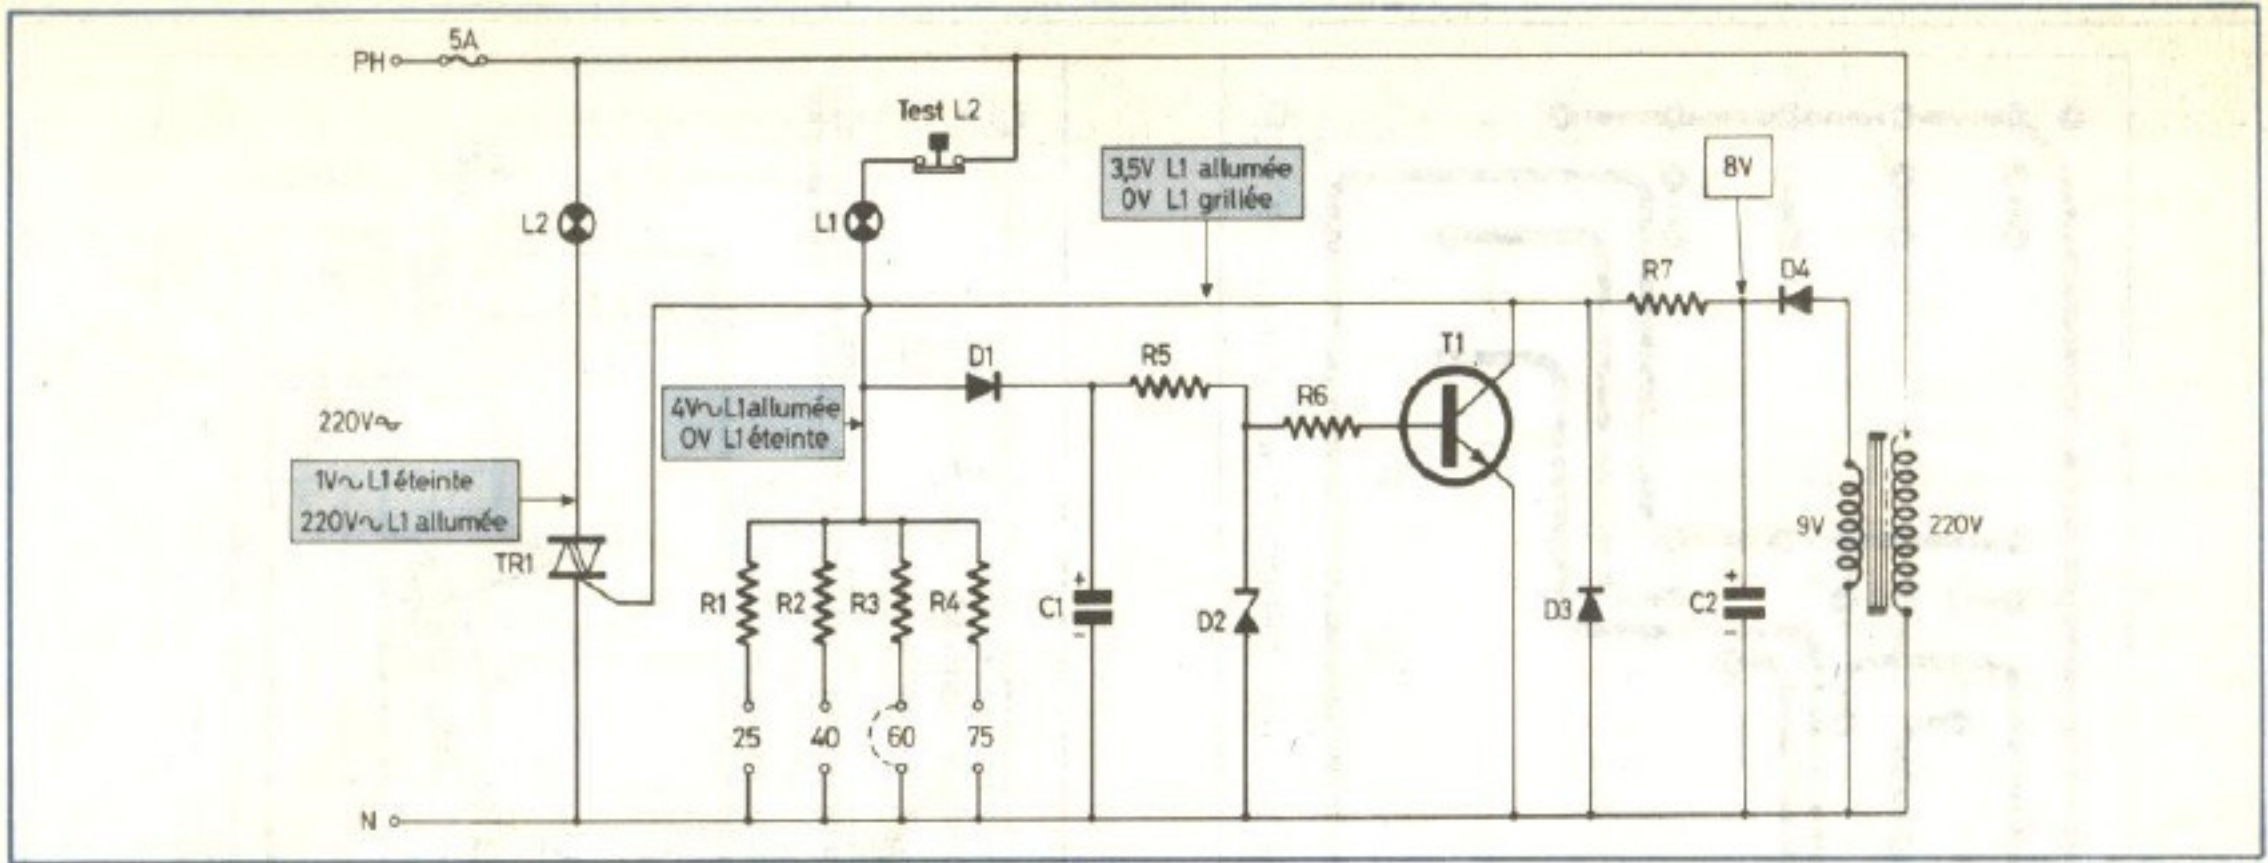 5A
PH
Test L2
3,5V L1 allumée
0V L1 grillée
8V
L2
L1
R7
D4
D1
R5
T1
R6
4V~L1allumée
0V L1éteinte
220V~
1V~L1éteinte
220V~L1 allumée
TR1
9V
220V
R1
R2
R3
R4
C1
+
-
D2
D3
C2
+
-
25
40
60
75
N